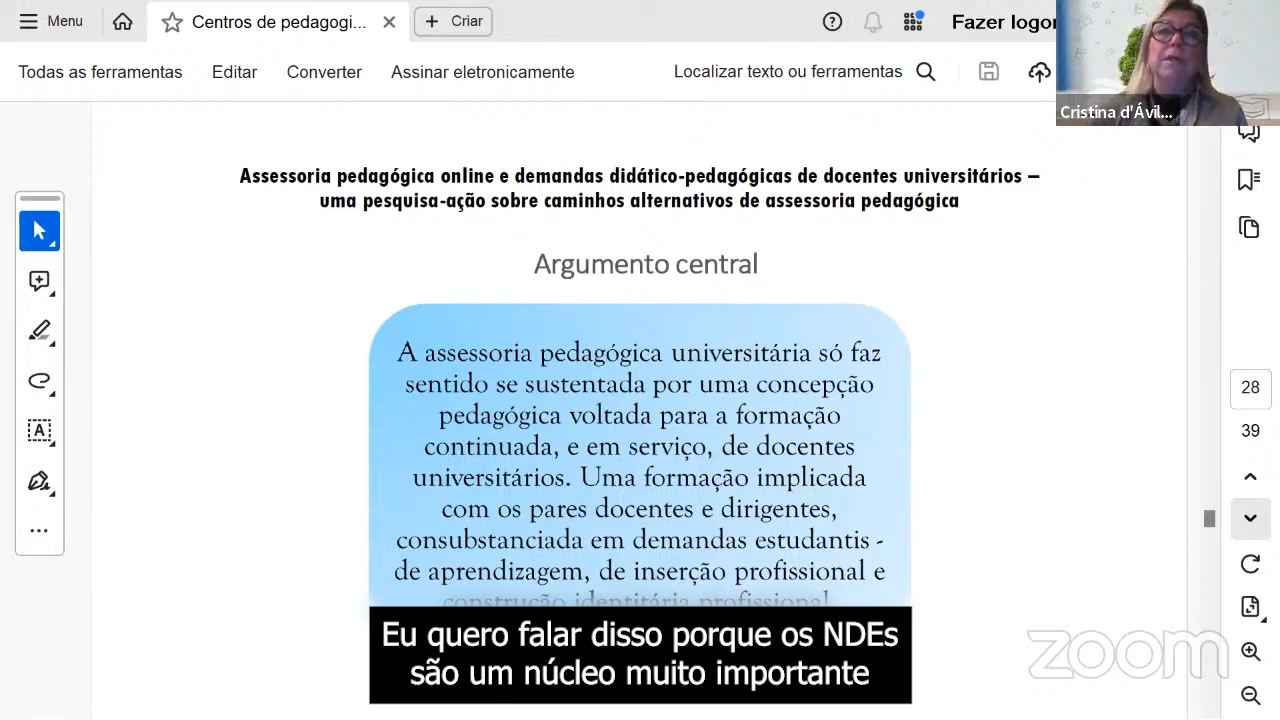 Menu
Centros de pedagogi...
Criar
Fazer logon
Todas as ferramentas
Editar
Converter
Assinar eletronicamente
Localizar texto ou ferramentas
Cristina d'Ávil...
Assessoria pedagógica online e demandas didático-pedagógicas de docentes universitários –
uma pesquisa-ação sobre caminhos alternativos de assessoria pedagógica
Argumento central
A assessoria pedagógica universitária só faz
sentido se sustentada por uma concepção
pedagógica voltada para a formação
continuada, e em serviço, de docentes
universitários. Uma formação implicada
com os pares docentes e dirigentes,
consubstanciada em demandas estudantis -
de aprendizagem, de inserção profissional e
construção identitária profissional.
Eu quero falar disso porque os NDEs
são um núcleo muito importante
28
39
zoom